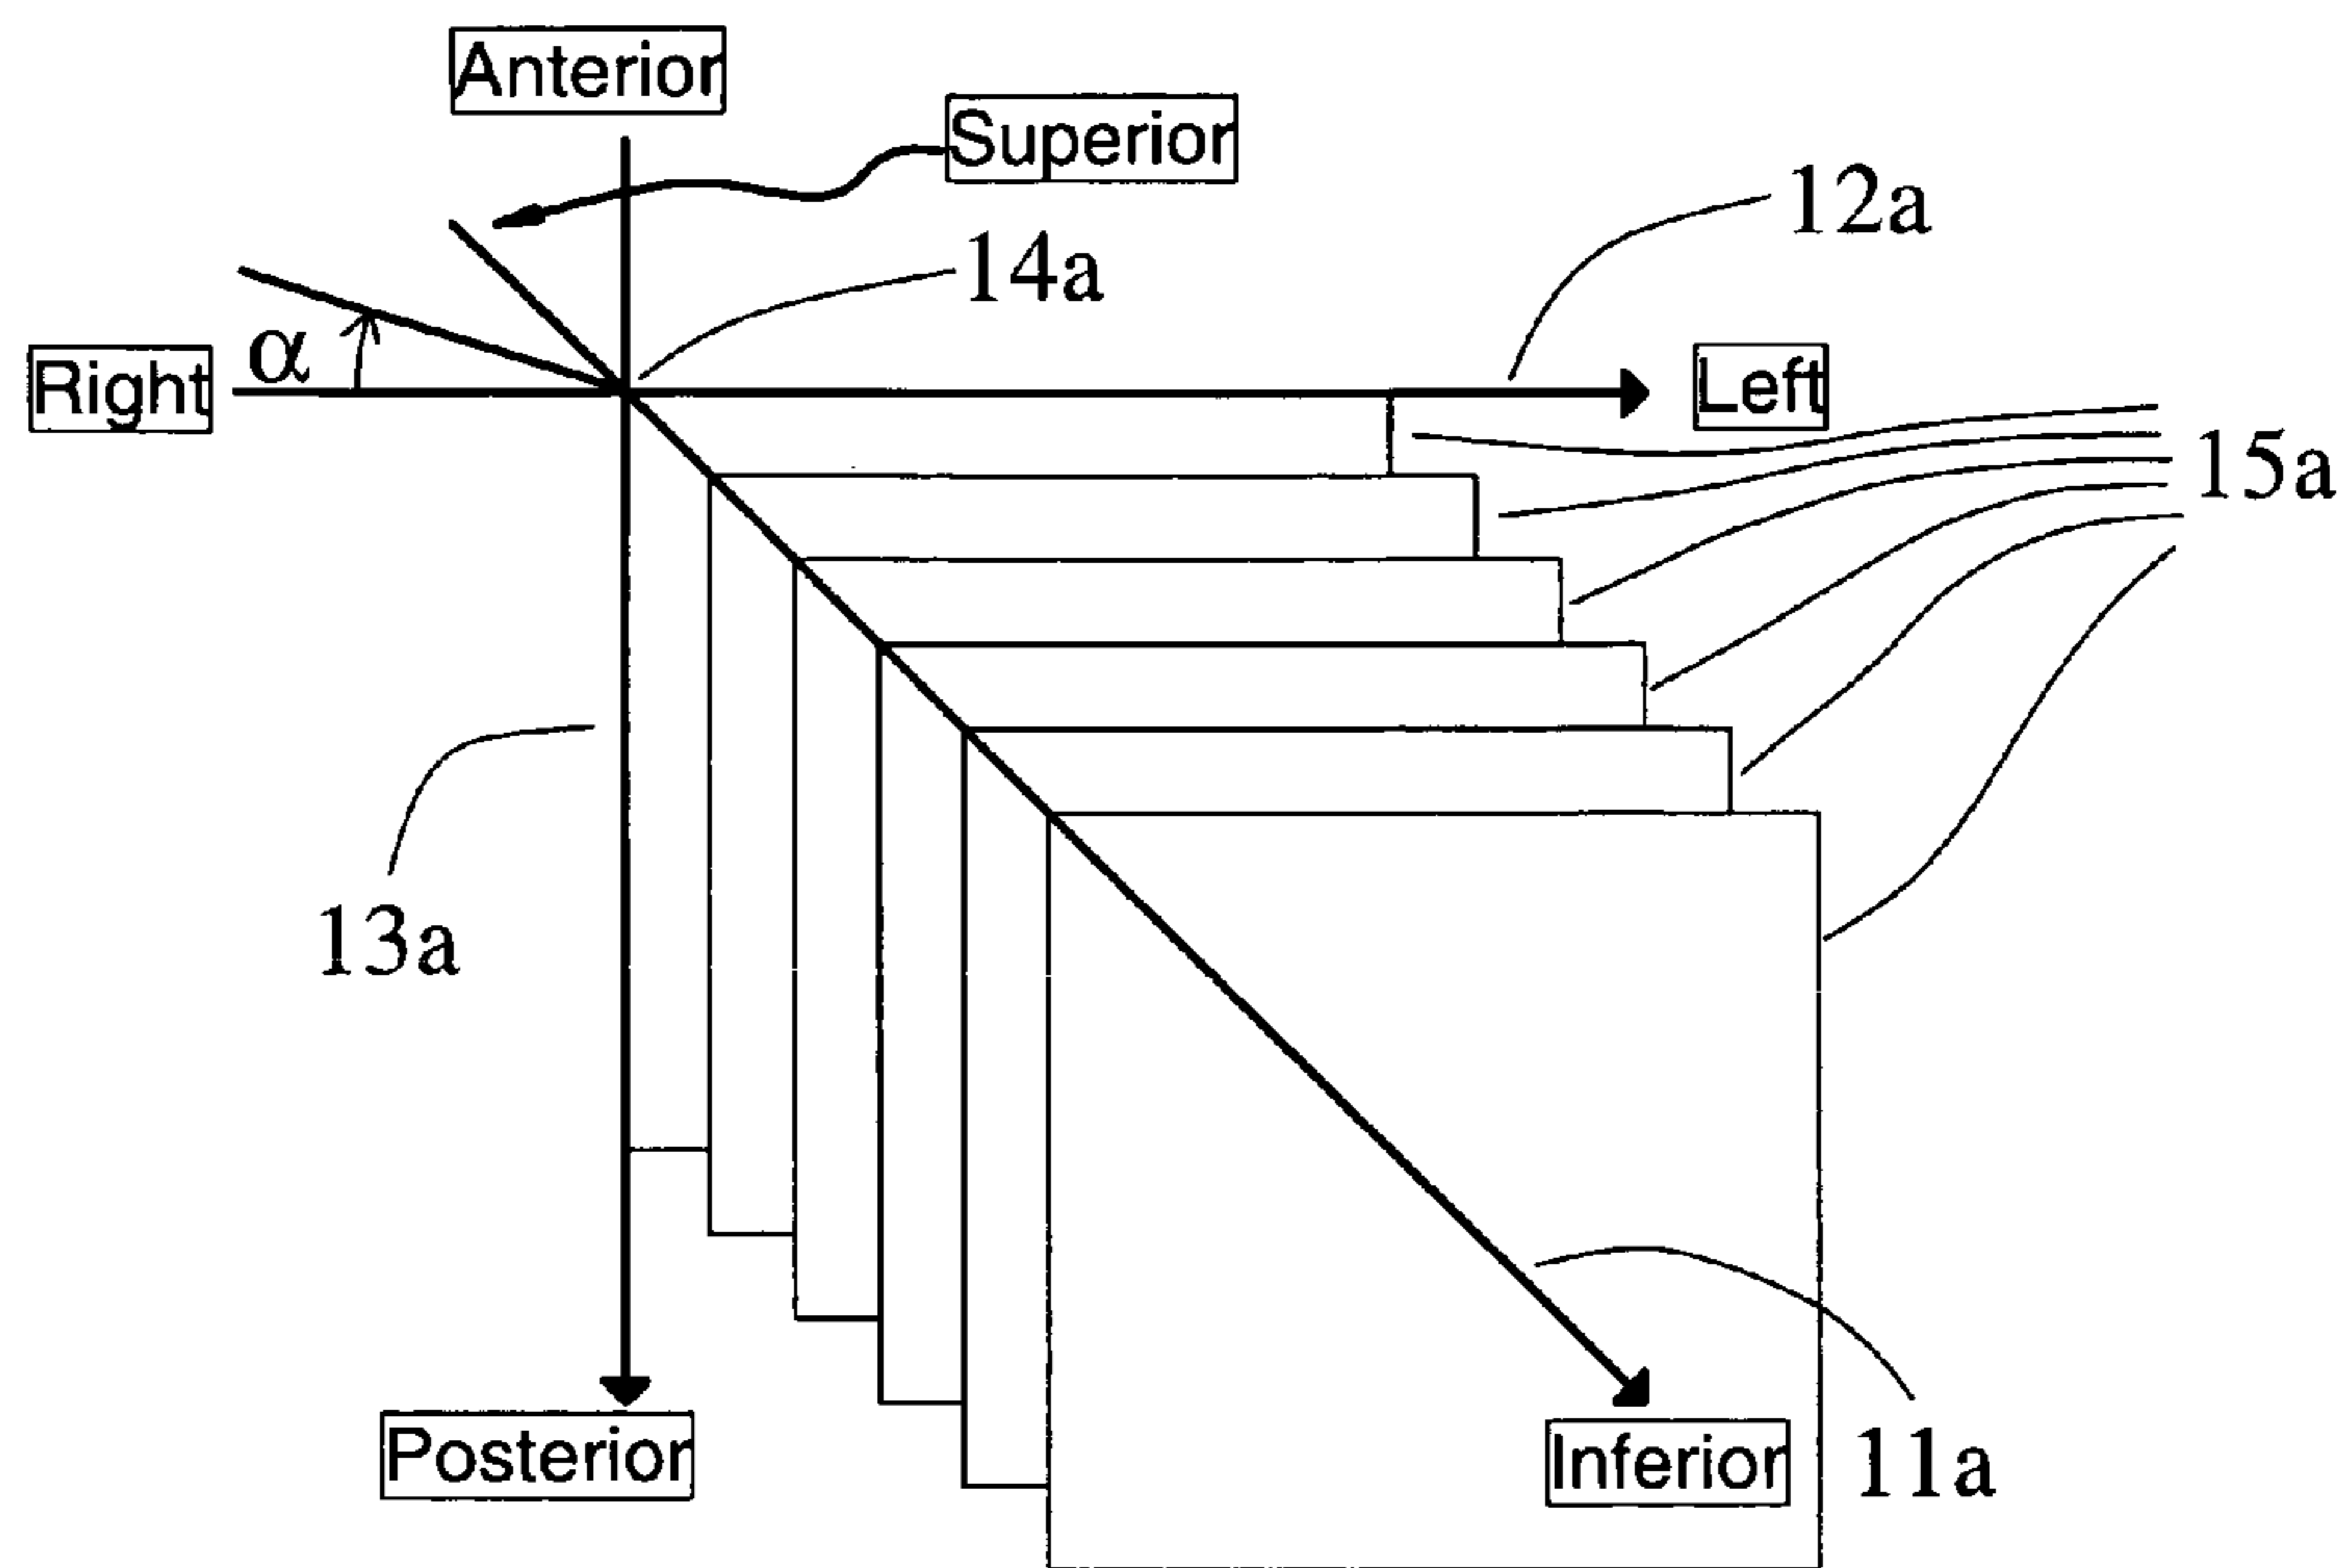 Anterior
Superior
12a
14a
α
Right
Left
15a
13a
Posterior
Inferior
11a